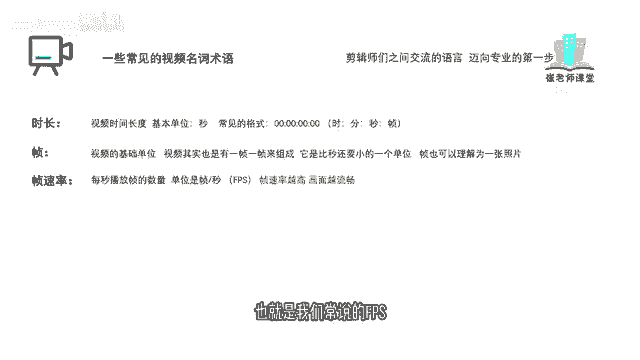 一些常见的视频名词术语
剪辑师们之间交流的语言 迈向专业的第一步
崔老师课堂
时长： 视频时间长度 基本单位：秒 常见的格式：00:00:00:00（时：分：秒：帧）
帧： 视频的基础单位 视频其实也是有一帧一帧来组成 它是比秒还要小的一个单位 帧也可以理解为一张照片
帧速率： 每秒播放帧的数量 单位是帧/秒 （FPS） 帧速率越高 画面越流畅
也就是我们常说的FPS